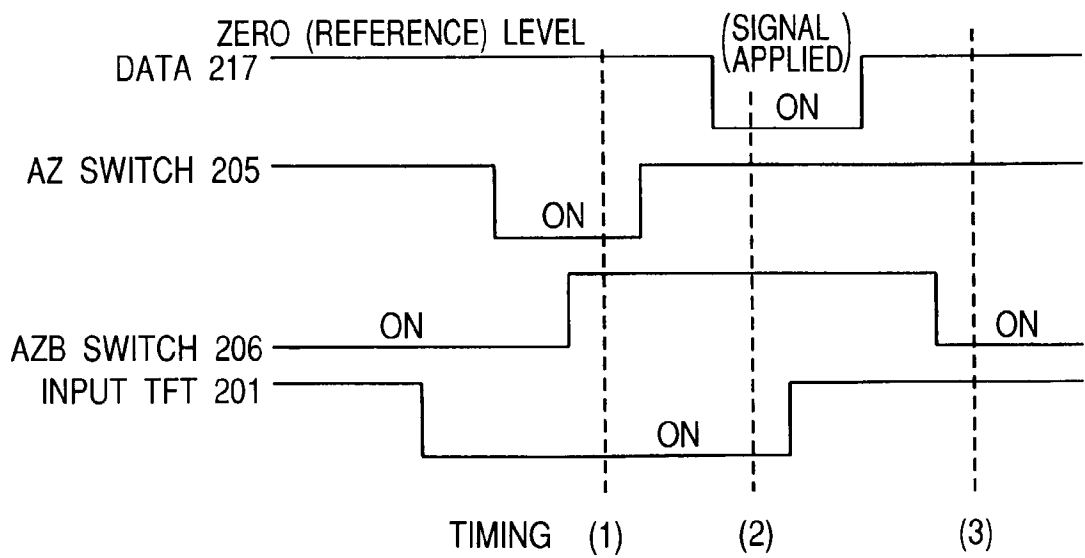 ZERO (REFERENCE) LEVEL
(SIGNAL APPLIED)
DATA 217
ON
AZ SWITCH 205
ON
ON
ON
AZB SWITCH 206
INPUT TFT 201
ON
TIMING (1) (2) (3)